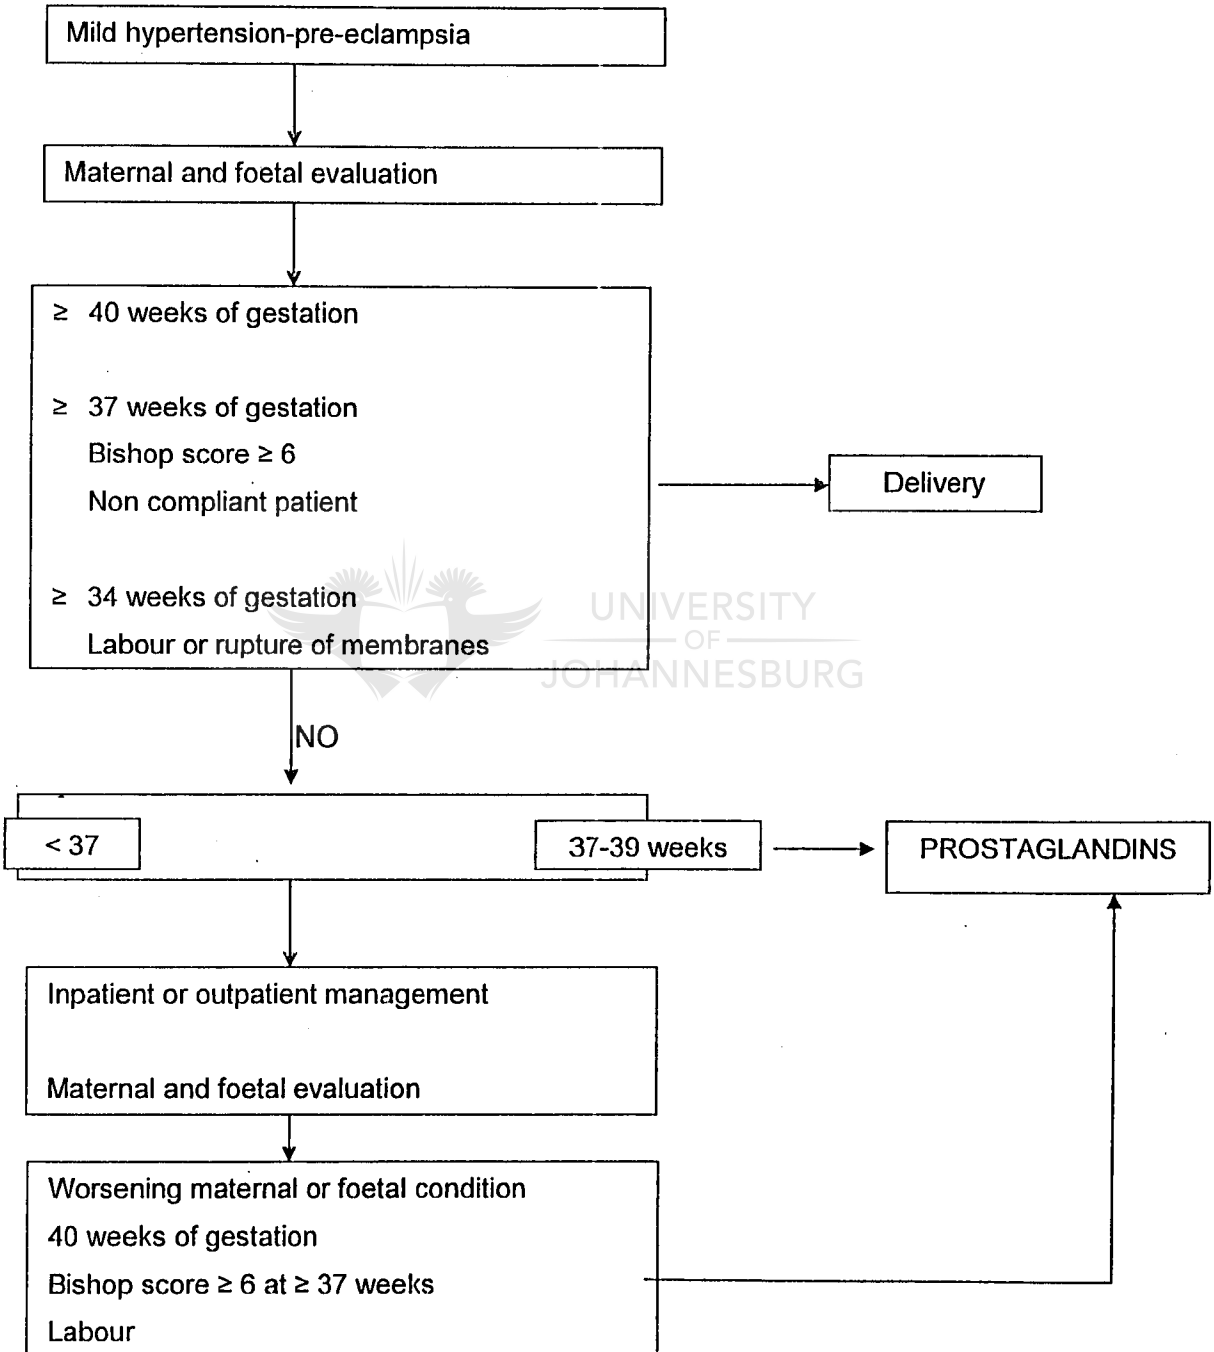 Mild hypertension-pre-eclampsia
Maternal and foetal evaluation
≥ 40 weeks of gestation
≥ 37 weeks of gestation
Bishop score ≥ 6
Non compliant patient
Delivery
≥ 34 weeks of gestation
Labour or rupture of membranes
UNIVERSITY
OF
JOHANNESBURG
NO
< 37
37-39 weeks
PROSTAGLANDINS
Inpatient or outpatient management
Maternal and foetal evaluation
Worsening maternal or foetal condition
40 weeks of gestation
Bishop score ≥ 6 at ≥ 37 weeks
Labour